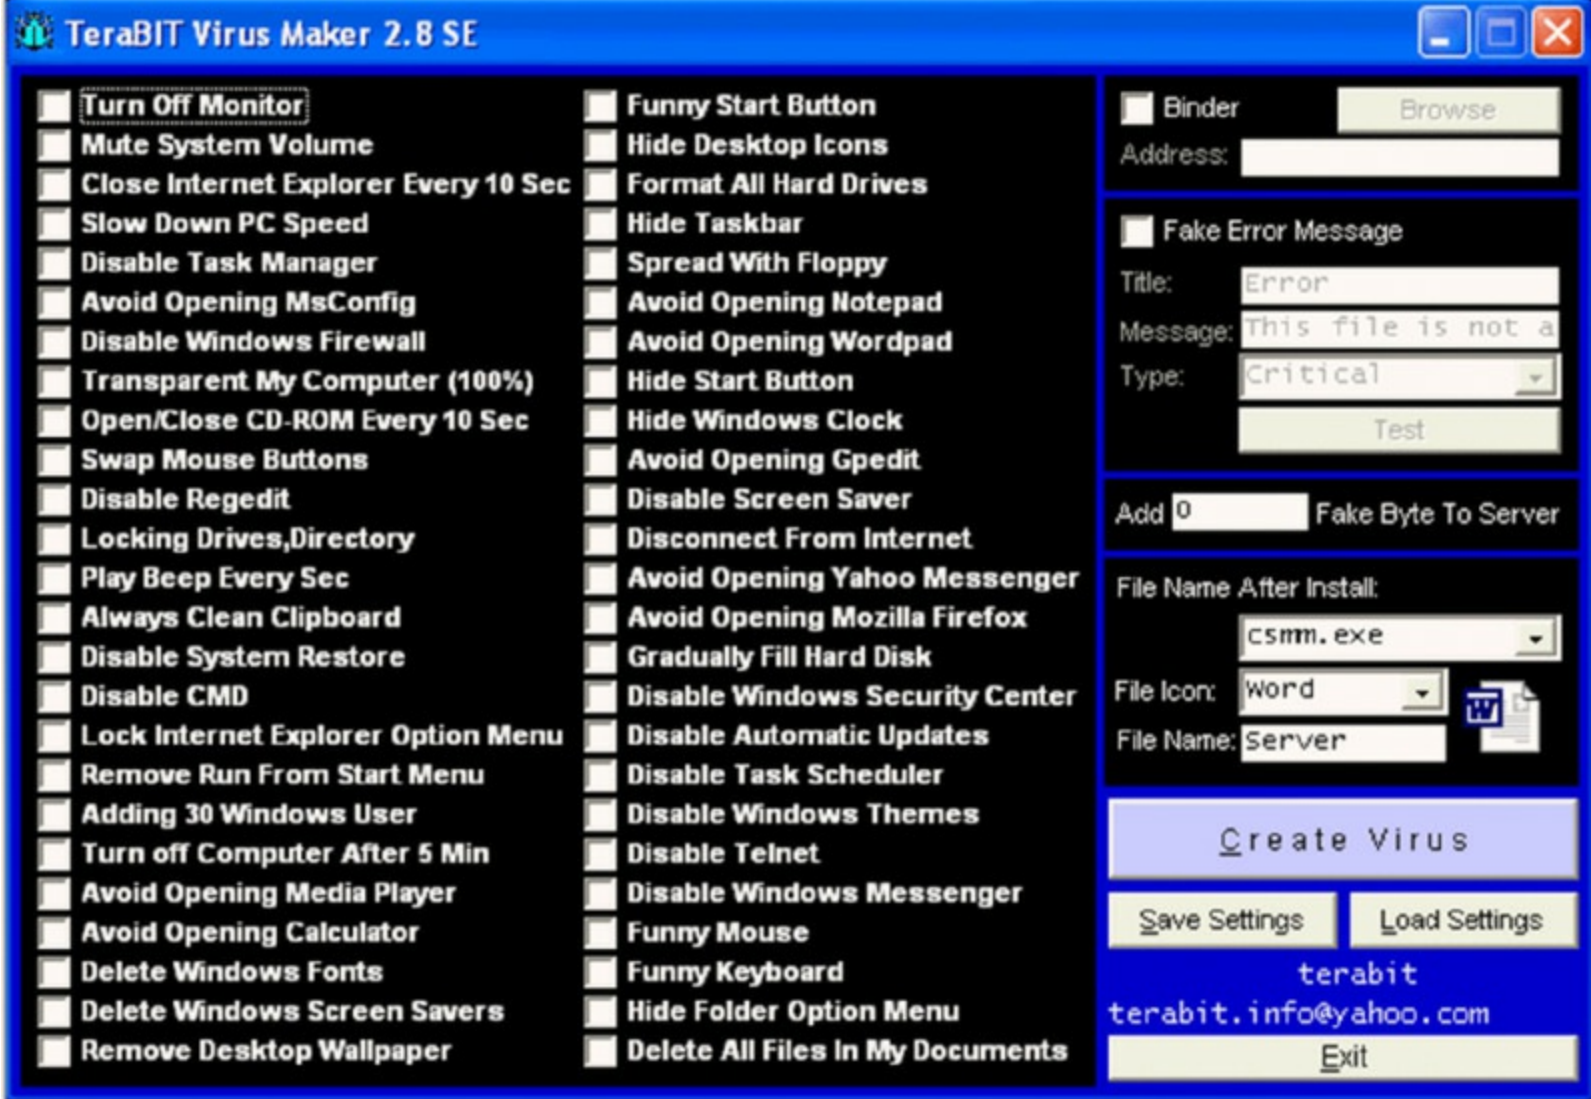 TeraBIT Virus Maker 2.8 SE
Turn Off Monitor
Mute System Volume
Close Internet Explorer Every 10 Sec
Slow Down PC Speed
Disable Task Manager
Avoid Opening MsConfig
Disable Windows Firewall
Transparent My Computer (100%)
Open/Close CD-ROM Every 10 Sec
Swap Mouse Buttons
Disable Regedit
Locking Drives,Directory
Play Beep Every Sec
Always Clean Clipboard
Disable System Restore
Disable CMD
Lock Internet Explorer Option Menu
Remove Run From Start Menu
Adding 30 Windows User
Turn off Computer After 5 Min
Avoid Opening Media Player
Avoid Opening Calculator
Delete Windows Fonts
Delete Windows Screen Savers
Remove Desktop Wallpaper
Funny Start Button
Hide Desktop Icons
Format All Hard Drives
Hide Taskbar
Spread With Floppy
Avoid Opening Notepad
Avoid Opening Wordpad
Hide Start Button
Hide Windows Clock
Avoid Opening Gpedit
Disable Screen Saver
Disconnect From Internet
Avoid Opening Yahoo Messenger
Avoid Opening Mozilla Firefox
Gradually Fill Hard Disk
Disable Windows Security Center
Disable Automatic Updates
Disable Task Scheduler
Disable Windows Themes
Disable Telnet
Disable Windows Messenger
Funny Mouse
Funny Keyboard
Hide Folder Option Menu
Delete All Files In My Documents
Binder Browse
Address:
Fake Error Message
Title: Error
Message: This file is not a
Type: Critical
Test
Add 0 Fake Byte To Server
File Name After Install:
csmm.exe
File Icon: Word W
File Name: Server
Create Virus
Save Settings Load Settings
terabit
terabit.info@yahoo.com
Exit